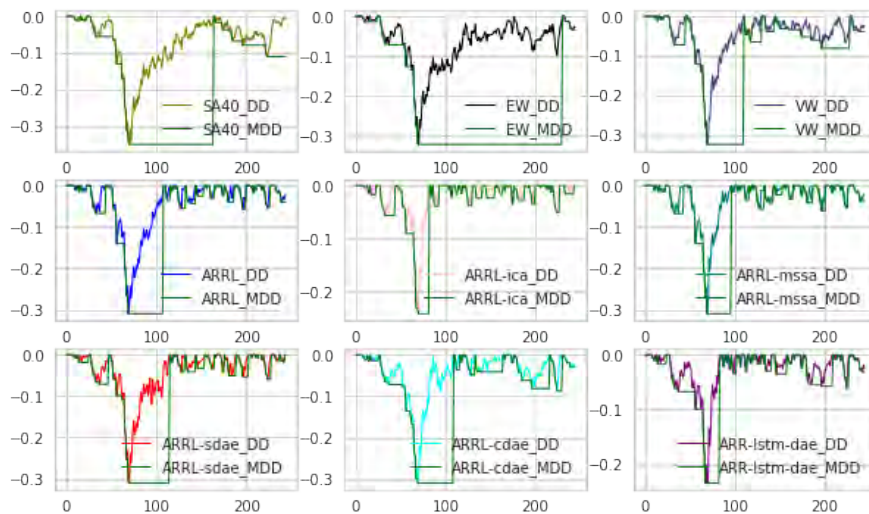 0.0
−0.1
−0.2
−0.3
SA40_DD
SA40_MDD
0 100 200
0.0
−0.1
−0.2
−0.3
EW_DD
EW_MDD
0 100 200
0.0
−0.1
−0.2
−0.3
VW_DD
VW_MDD
0 100 200
0.0
−0.1
−0.2
−0.3
ARRL_DD
ARRL_MDD
0 100 200
0.0
−0.1
−0.2
ARRL-ica_DD
ARRL-ica_MDD
0 100 200
0.0
−0.1
−0.2
−0.3
ARRL-mssa_DD
ARRL-mssa_MDD
0 100 200
0.0
−0.1
−0.2
−0.3
ARRL-sdae_DD
ARRL-sdae_MDD
0 100 200
0.0
−0.1
−0.2
−0.3
ARRL-cdae_DD
ARRL-cdae_MDD
0 100 200
0.0
−0.1
−0.2
ARR-lstm-dae_DD
ARR-lstm-dae_MDD
0 100 200